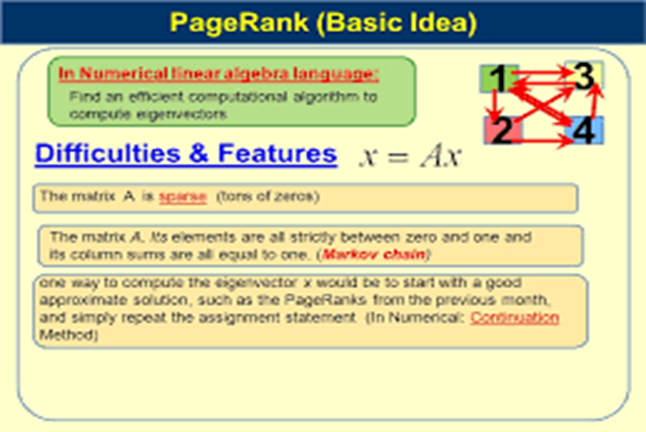 PageRank (Basic Idea)
In Numerical linear algebra language:
Find an efficient computational algorithm to
compute eigenvectors
1 3
2 4
Difficulties & Features x = Ax
The matrix A is sparse (tons of zeros)
The matrix A. Its elements are all strictly between zero and one and
its column sums are all equal to one. (Markov chain)
one way to compute the eigenvector x would be to start with a good
approximate solution, such as the PageRanks from the previous month,
and simply repeat the assignment statement (In Numerical: Continuation
Method)